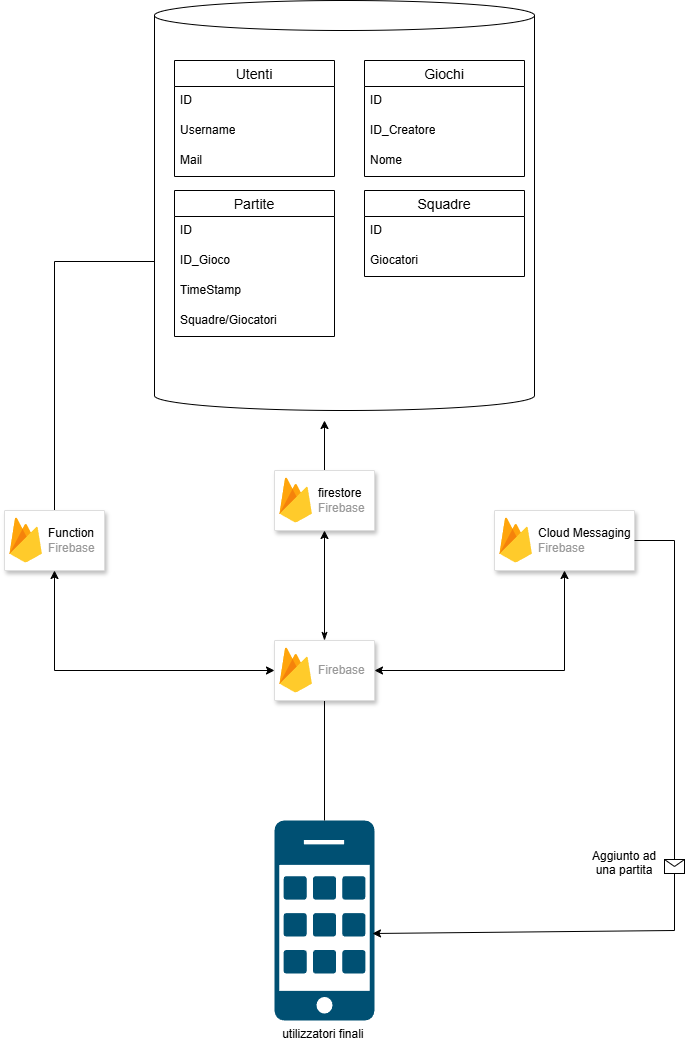 Utenti
ID
Username
Mail
Giochi
ID
ID_Creatore
Nome
Partite
ID
ID_Gioco
TimeStamp
Squadre/Giocatori
Squadre
ID
Giocatori
firestore
Firebase
Function
Firebase
Cloud Messaging
Firebase
Firebase
Aggiunto ad
una partita
utilizzatori finali